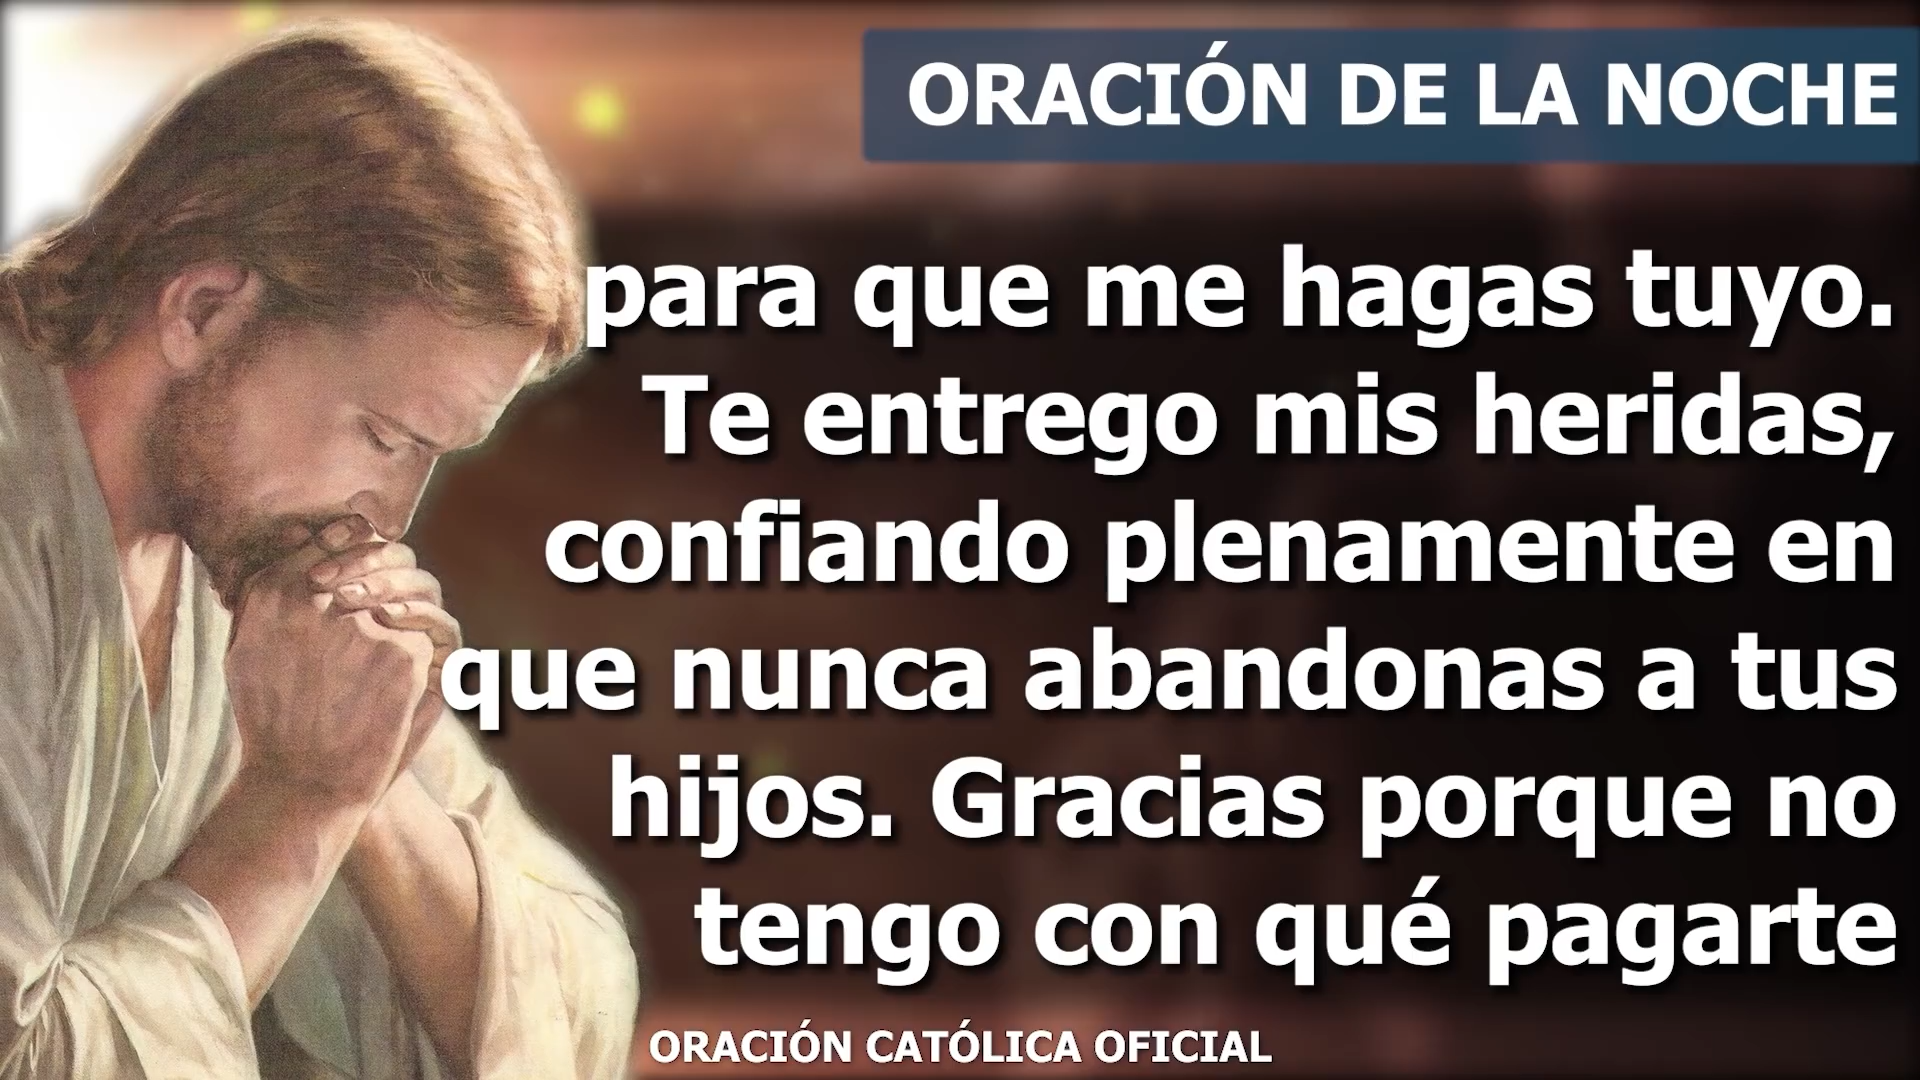 ORACIÓN DE LA NOCHE
para que me hagas tuyo.
Te entrego mis heridas,
confiando plenamente en
que nunca abandonas a tus
hijos. Gracias porque no
tengo con qué pagarte
ORACIÓN CATÓLICA OFICIAL